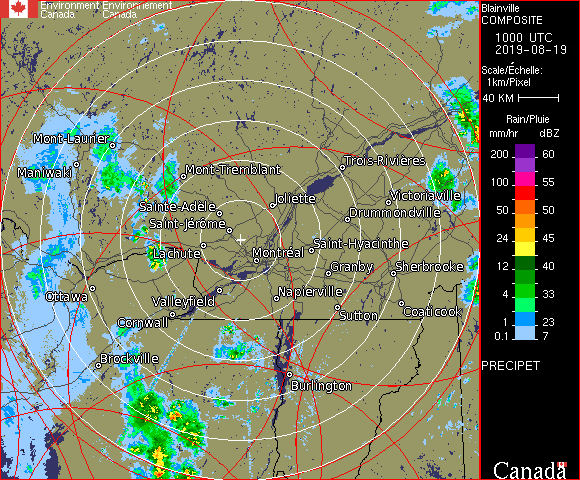 Environment Environnement
Canada Canada
Blainville
COMPOSITE
1000 UTC
2019-08-19
Scale/Échelle:
1km/Pixel
40 KM
Rain/Pluie
mm/hr dBZ
200 60
100 55
50 50
24 45
12 40
4 33
1 23
0.1 7
PRECIPET
Canada
Mont-Laurier
Maniwaki
Mont-Tremblant
Trois-Rivières
Victoriaville
Sainte-Adèle
Joliette
Drummondville
Saint-Jérôme
Lachute
Montréal
Saint-Hyacinthe
Granby
Sherbrooke
Ottawa
Valleyfield
Napierville
Cornwall
Sutton
Coaticook
Brockville
Burlington